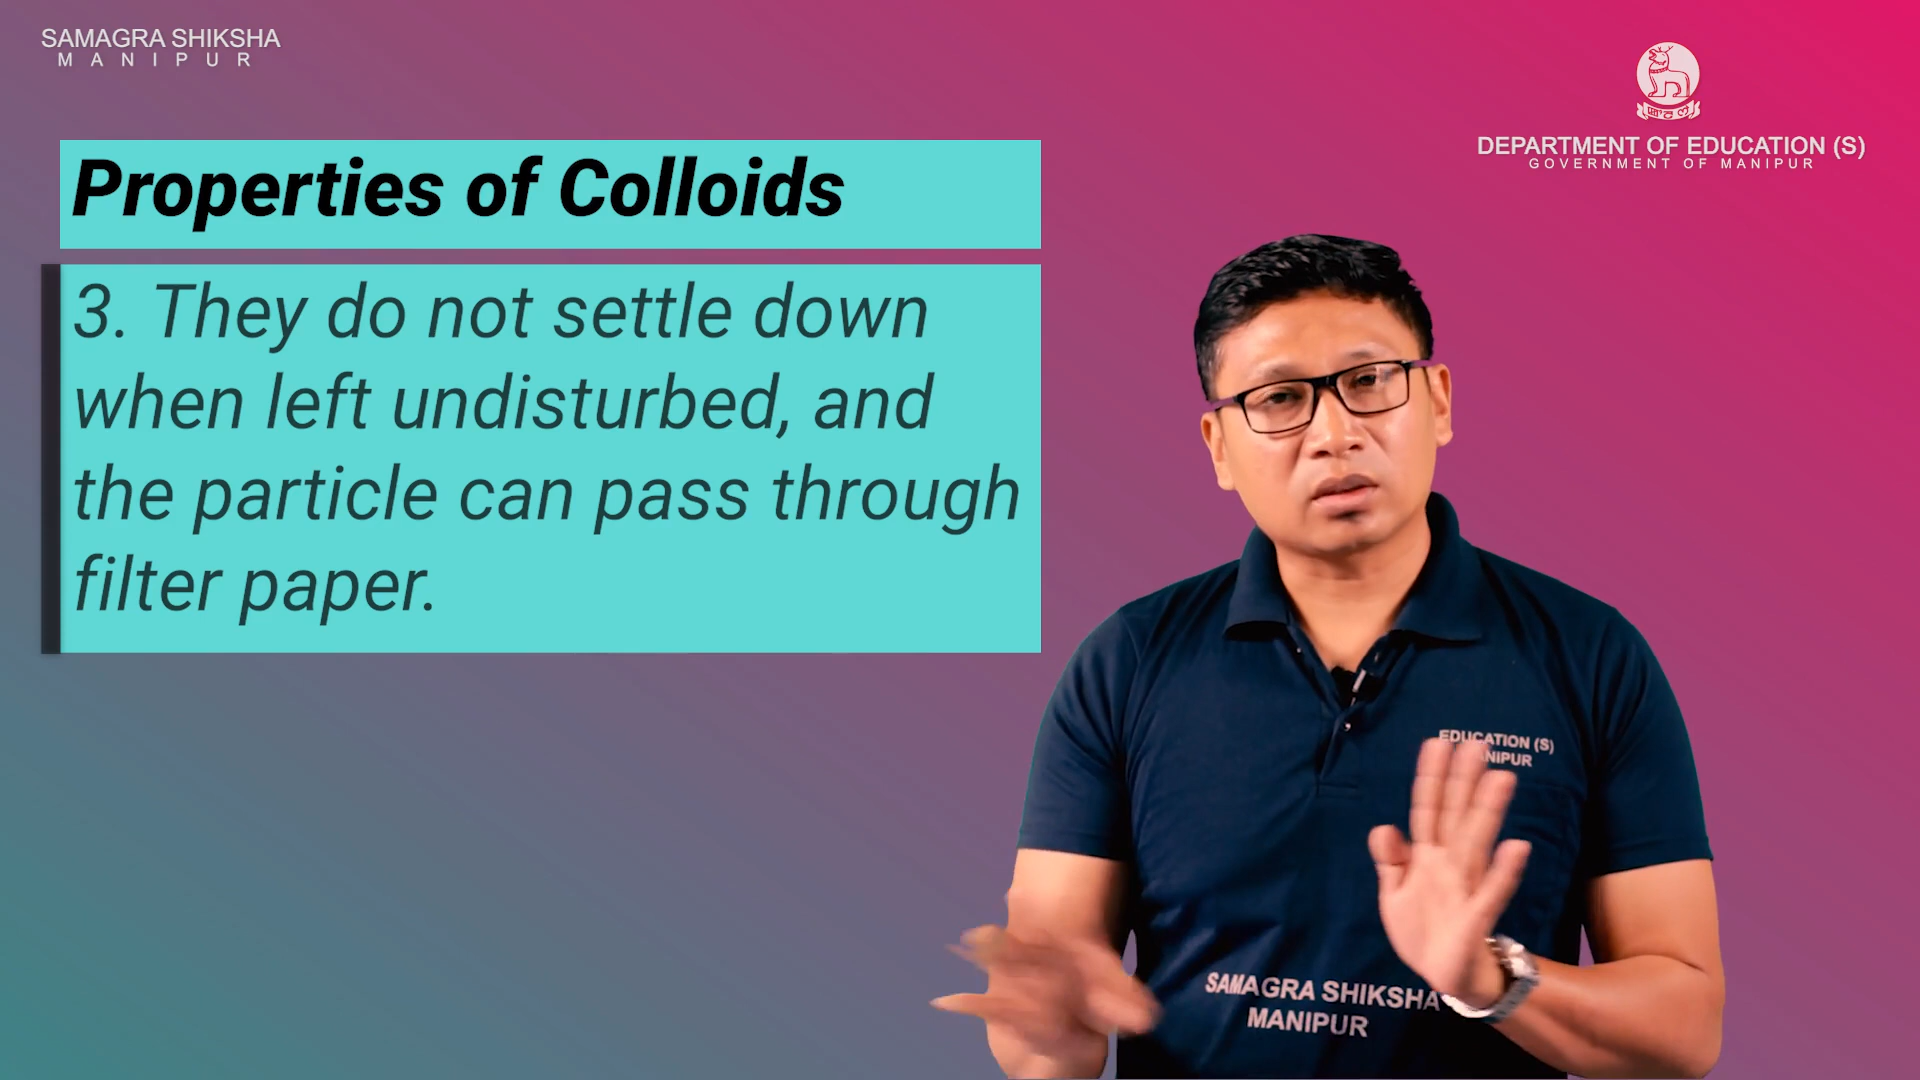 SAMAGRA SHIKSHA
MANIPUR
DEPARTMENT OF EDUCATION (S)
GOVERNMENT OF MANIPUR
Properties of Colloids
3. They do not settle down
when left undisturbed, and
the particle can pass through
filter paper.
EDUCATION (S)
NIPUR
SAMAGRA SHIKSHA
MANIPUR